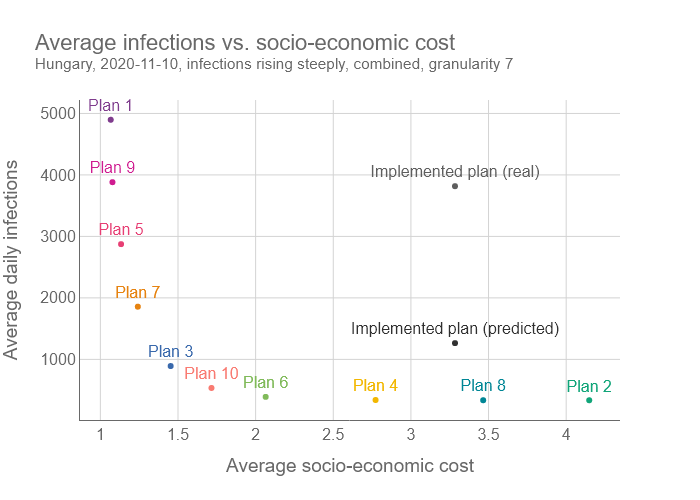 Average infections vs. socio-economic cost
Hungary, 2020-11-10, infections rising steeply, combined, granularity 7
Average daily infections
5000
4000
3000
2000
1000
Plan 1
Plan 9
Implemented plan (real)
Plan 5
Plan 7
Implemented plan (predicted)
Plan 3
Plan 10
Plan 6
Plan 4
Plan 8
Plan 2
1
1.5
2
2.5
3
3.5
4
Average socio-economic cost